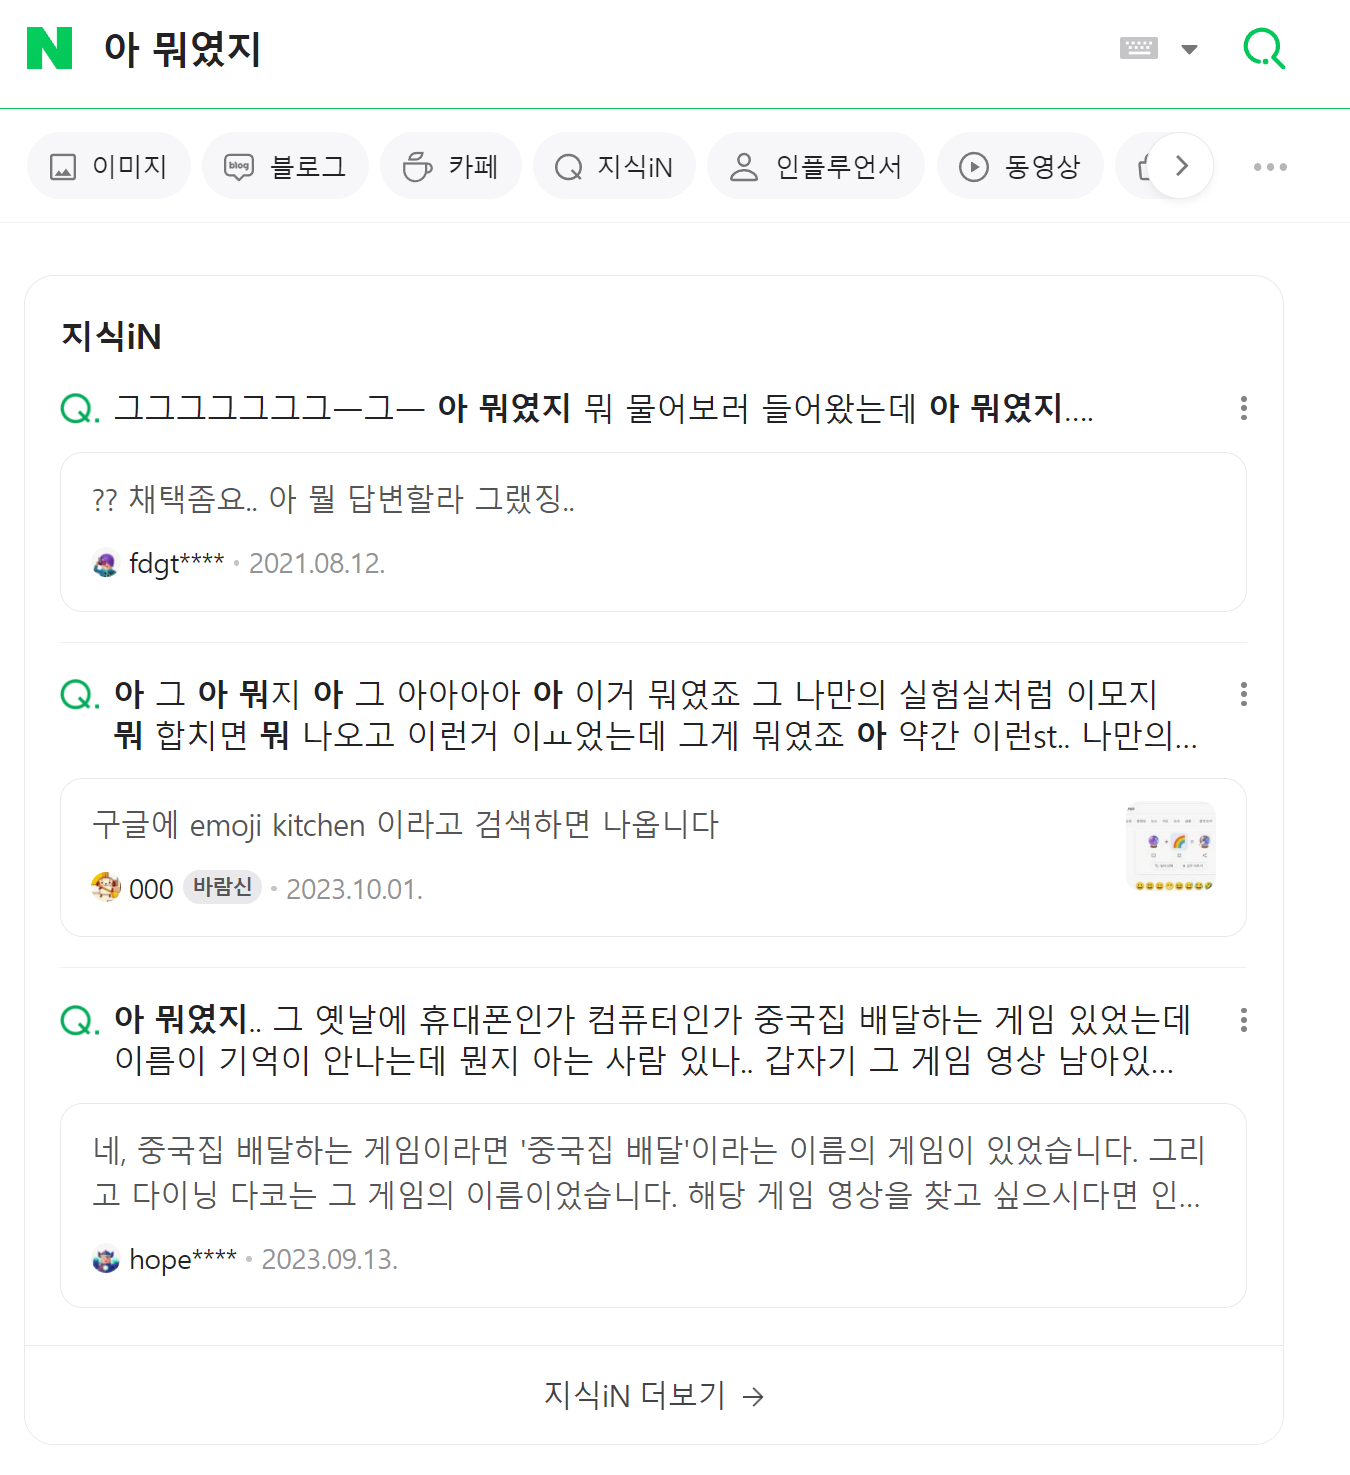 N 아 뭐였지
이미지 blog 블로그 카페 지식iN 인플루언서 동영상
지식iN
Q. 그그그그그그그ㅡ그ㅡ 아 뭐였지 뭐 물어보러 들어왔는데 아 뭐였지....
?? 채택좀요.. 아 뭘 답변할라 그랬징..
fdgt**** 2021.08.12.
Q. 아 그 아 뭐지 아 그 아아아아 아 이거 뭐였죠 그 나만의 실험실처럼 이모지
뭐 합치면 뭐 나오고 이런거 이ㅛ었는데 그게 뭐였죠 아 약간 이런st.. 나만의...
구글에 emoji kitchen 이라고 검색하면 나옵니다
000 바람신 2023.10.01.
Q. 아 뭐였지.. 그 옛날에 휴대폰인가 컴퓨터인가 중국집 배달하는 게임 있었는데
이름이 기억이 안나는데 뭔지 아는 사람 있나.. 갑자기 그 게임 영상 남아있...
네, 중국집 배달하는 게임이라면 '중국집 배달'이라는 이름의 게임이 있었습니다. 그리
고 다이닝 다코는 그 게임의 이름이었습니다. 해당 게임 영상을 찾고 싶으시다면 인...
hope**** 2023.09.13.
지식iN 더보기 →